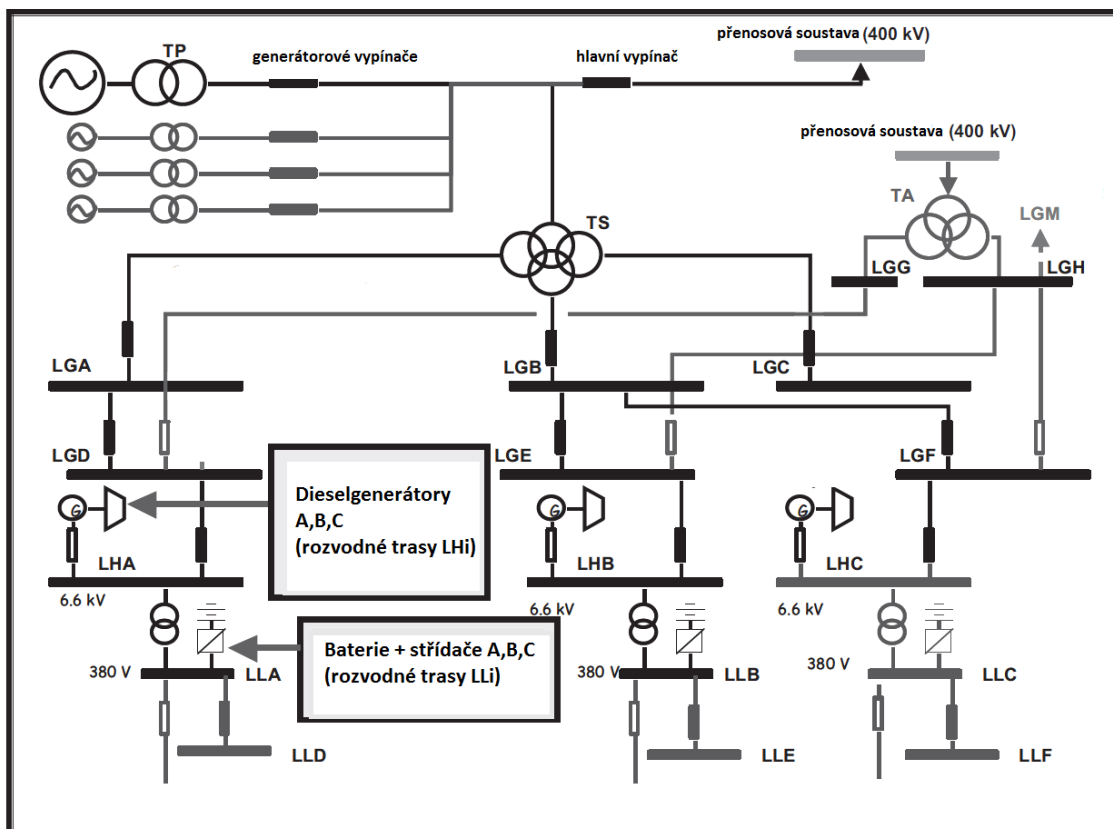 přenosová soustava (400 kV)
TP
generátorové vypínače
hlavní vypínač
přenosová soustava (400 kV)
TA
LGM
TS
LGG
LGH
LGA
LGB
LGC
LGD
LGE
LGF
Dieselgenerátory
A,B,C
(rozvodné trasy LHi)
G
G
G
LHA
LHB
LHC
6.6 kV
6.6 kV
6.6 kV
Baterie + střídače A,B,C
(rozvodné trasy LLi)
380 V
LLA
380 V
LLB
380 V
LLC
LLD
LLE
LLF